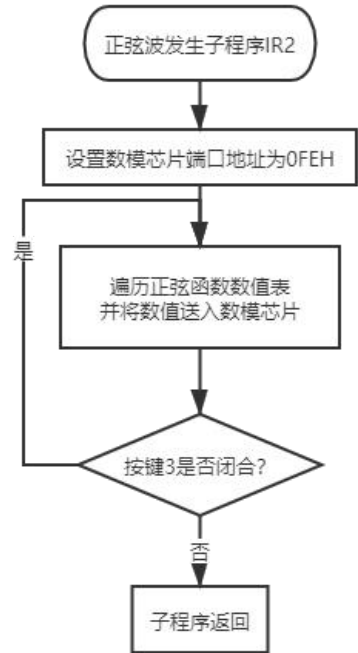 正弦波发生子程序IR2
设置数模芯片端口地址为0FEH
是
遍历正弦函数数值表
并将数值送入数模芯片
按键3是否闭合?
否
子程序返回